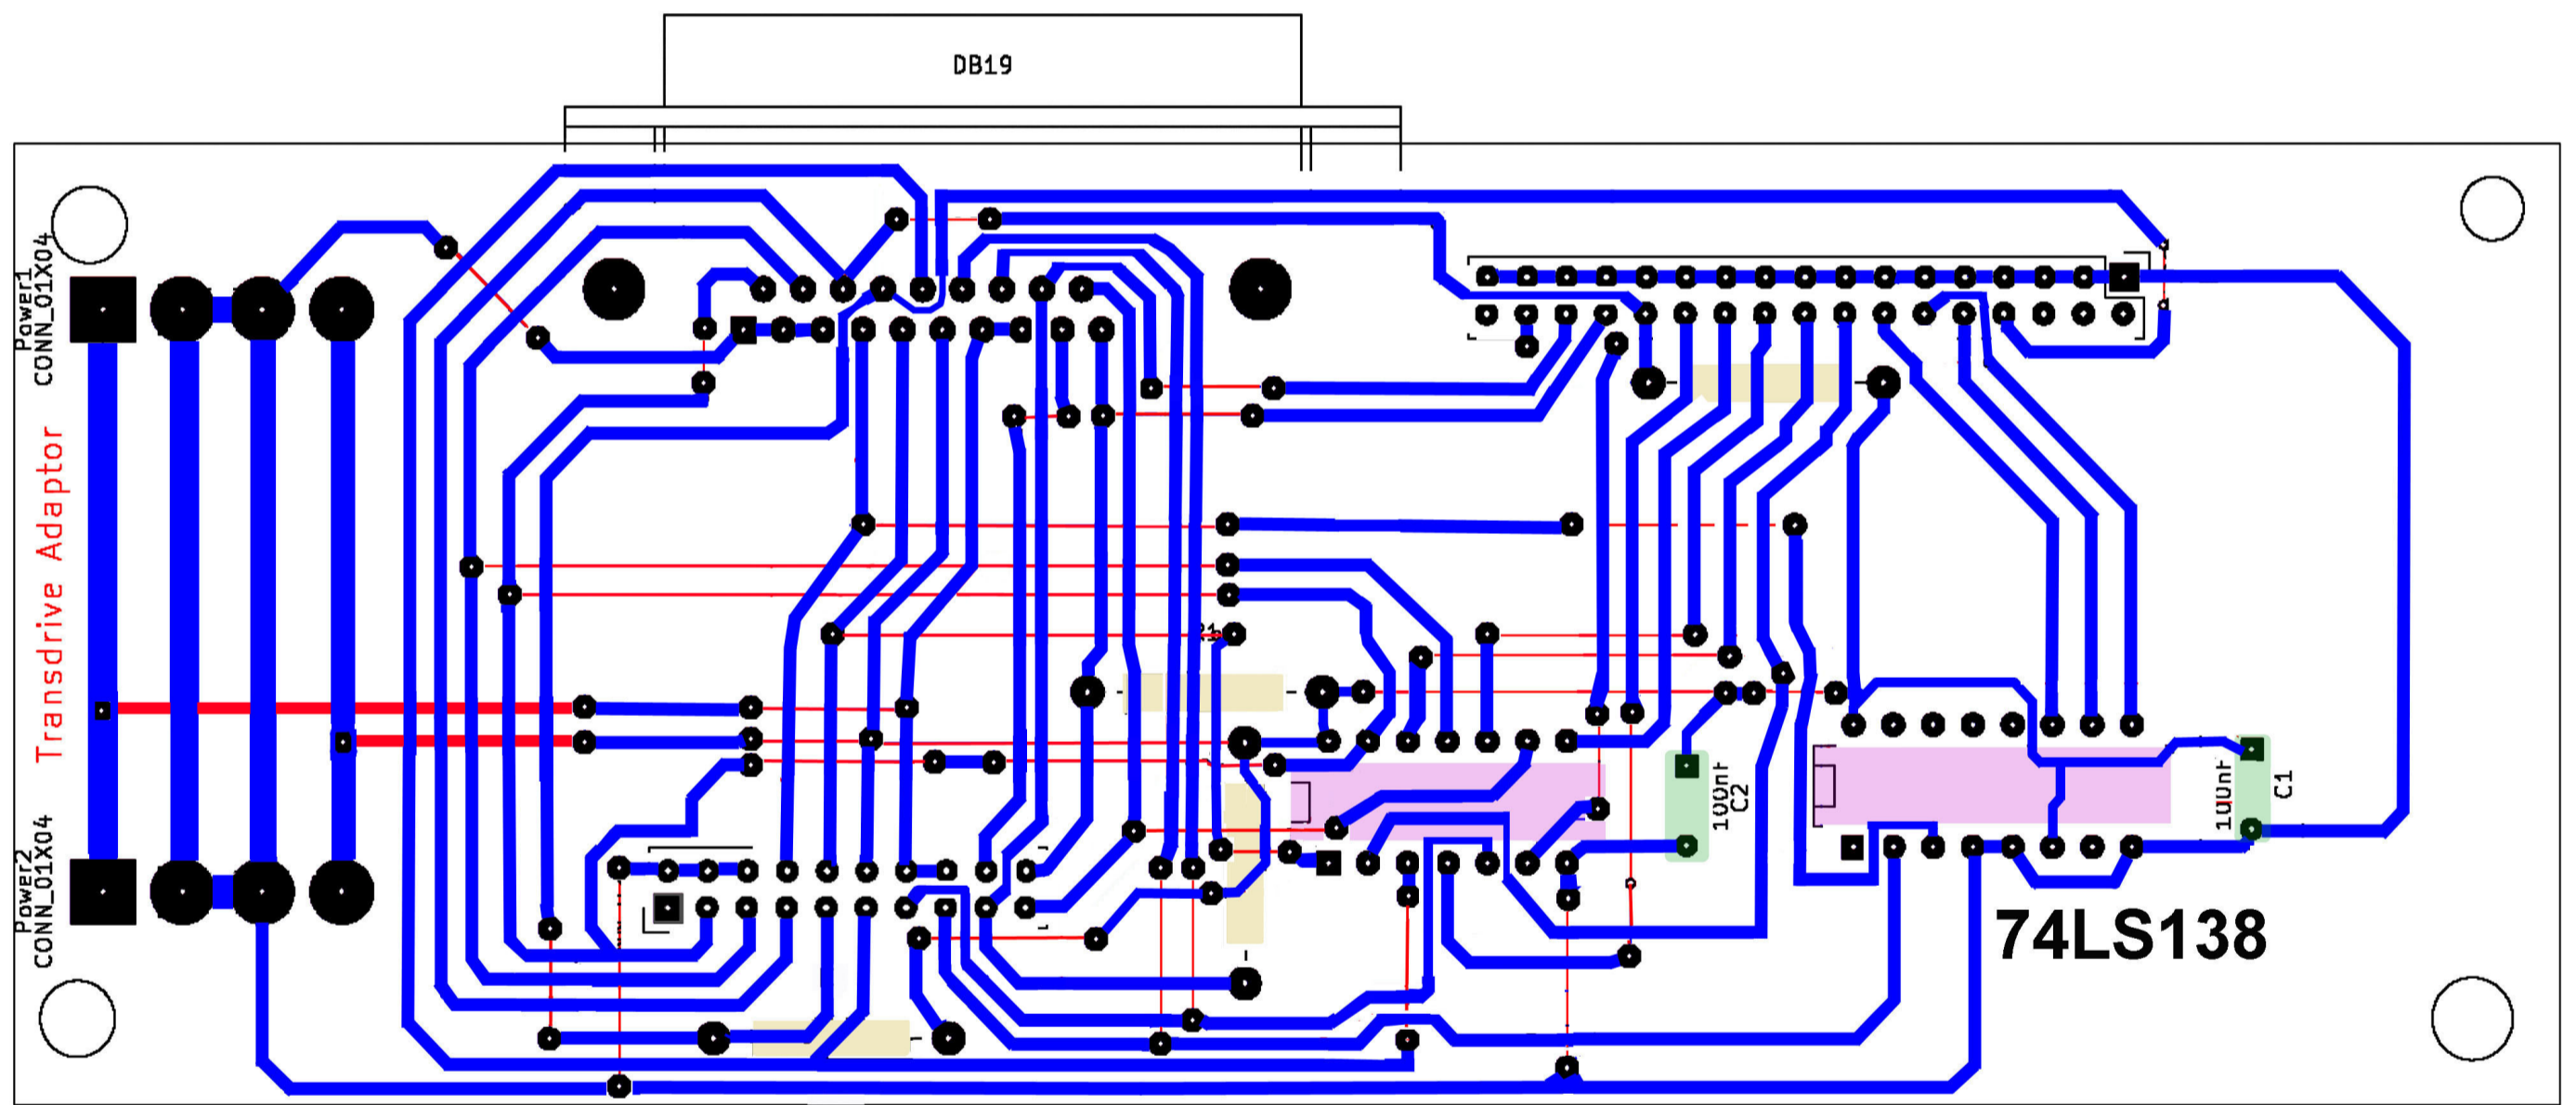 DB19
Power1
CONN_01X04
Transdrive Adaptor
Power2
CONN_01X04
100nf
C2
100nf
C1
74LS138